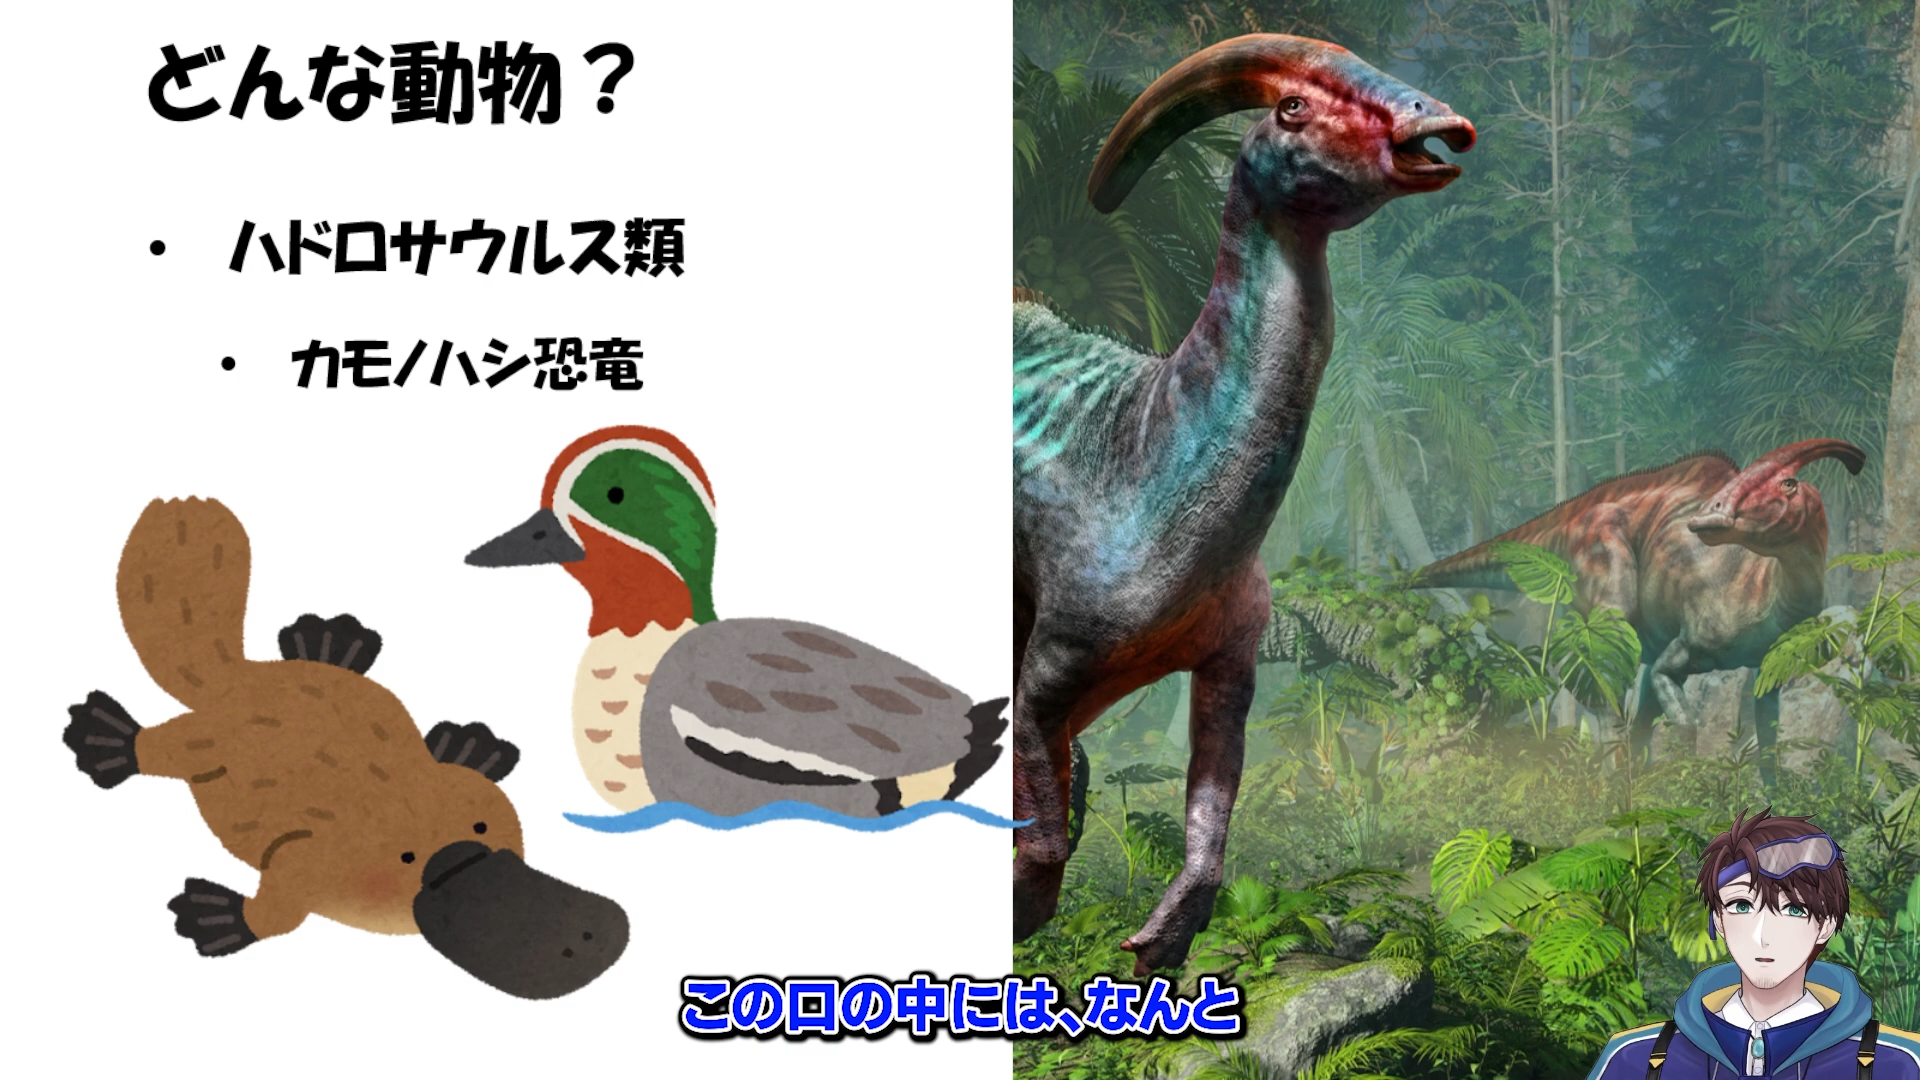 どんな動物？
・ ハドロサウルス類
・ カモノハシ恐竜
この口の中には、なんと